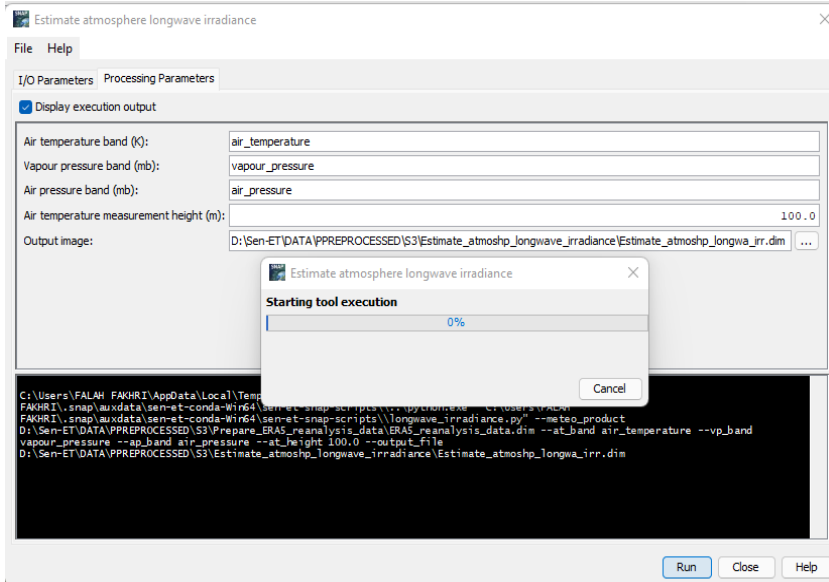 Estimate atmosphere longwave irradiance
File Help
I/O Parameters Processing Parameters
Display execution output
Air temperature band (K): air_temperature
Vapour pressure band (mb): vapour_pressure
Air pressure band (mb): air_pressure
Air temperature measurement height (m): 100.0
Output image: D:\Sen-ET\DATA\PPREPROCESSED\S3\Estimate_atmoshp_longwave_irradiance\Estimate_atmoshp_longwa_irr.dim ...
Estimate atmosphere longwave irradiance
Starting tool execution
0%
Cancel
C:\Users\FALAH FAKHRI\AppData\Local\Temp
FAKHRI\.snap\auxdata\sen-et-conda-Win64\sen-et-snap-scripts\\..\python.exe" "C:\Users\FALAH
FAKHRI\.snap\auxdata\sen-et-conda-Win64\sen-et-snap-scripts\\longwave_irradiance.py" --meteo_product
D:\Sen-ET\DATA\PPREPROCESSED\S3\Prepare_ERA5_reanalysis_data\ERA5_reanalysis_data.dim --at_band air_temperature --vp_band
vapour_pressure --ap_band air_pressure --at_height 100.0 --output_file
D:\Sen-ET\DATA\PPREPROCESSED\S3\Estimate_atmoshp_longwave_irradiance\Estimate_atmoshp_longwa_irr.dim
Run Close Help